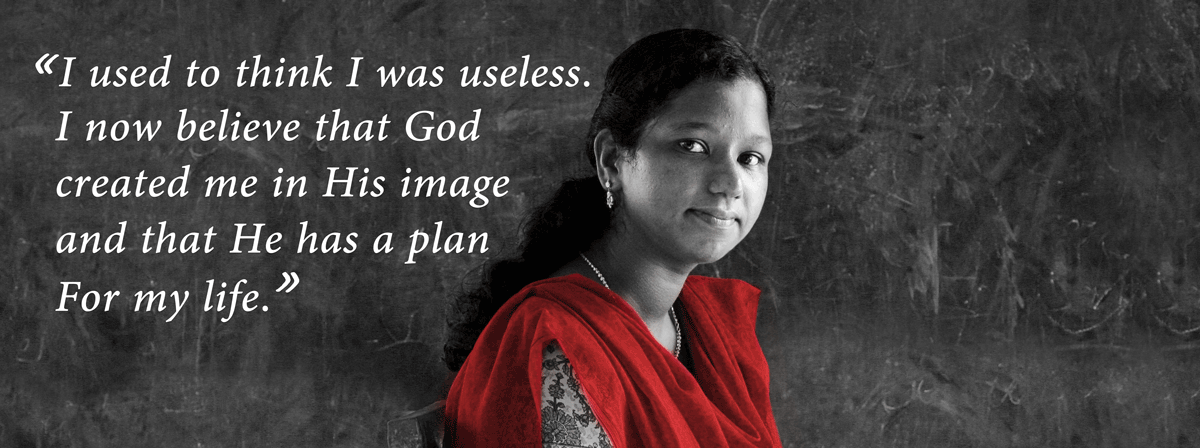 «I used to think I was useless.
I now believe that God
created me in His image
and that He has a plan
For my life.»